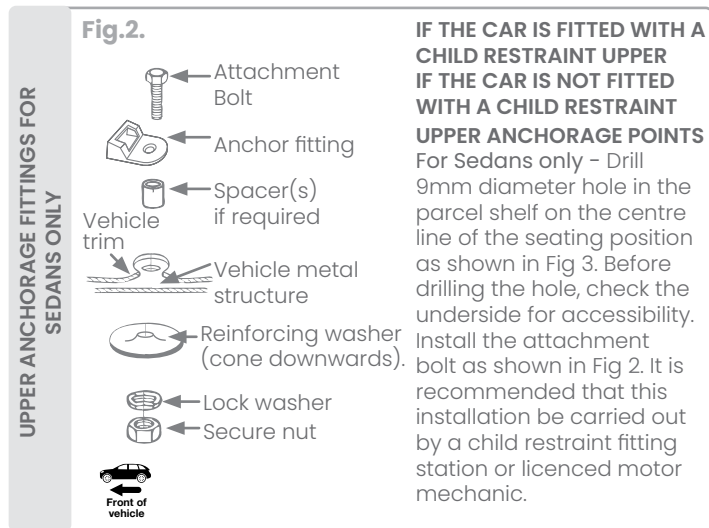 UPPER ANCHORAGE FITTINGS FOR
SEDANS ONLY
Fig.2.
Attachment
Bolt
Anchor fitting
Spacer(s)
if required
Vehicle
trim
Vehicle metal
structure
Reinforcing washer
(cone downwards).
Lock washer
Secure nut
Front of
vehicle
IF THE CAR IS FITTED WITH A
CHILD RESTRAINT UPPER
IF THE CAR IS NOT FITTED
WITH A CHILD RESTRAINT
UPPER ANCHORAGE POINTS
For Sedans only - Drill
9mm diameter hole in the
parcel shelf on the centre
line of the seating position
as shown in Fig 3. Before
drilling the hole, check the
underside for accessibility.
Install the attachment
bolt as shown in Fig 2. It is
recommended that this
installation be carried out
by a child restraint fitting
station or licenced motor
mechanic.